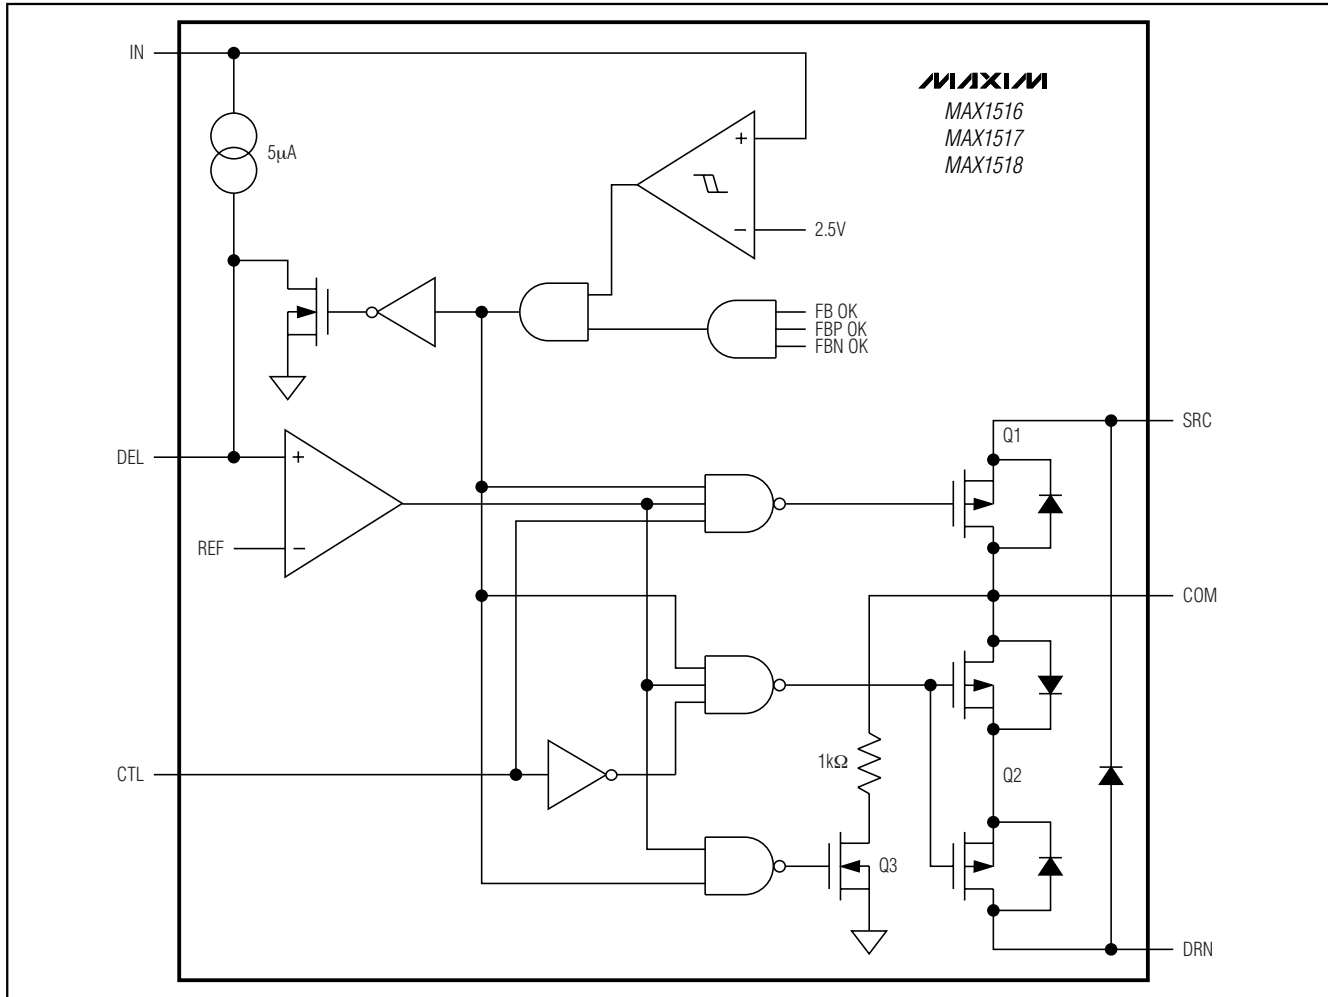 IN
MAXIM
MAX1516
MAX1517
MAX1518
5µA
+
−
2.5V
FB OK
FBP OK
FBN OK
SRC
Q1
DEL
+
REF
−
COM
CTL
1kΩ
Q2
Q3
DRN